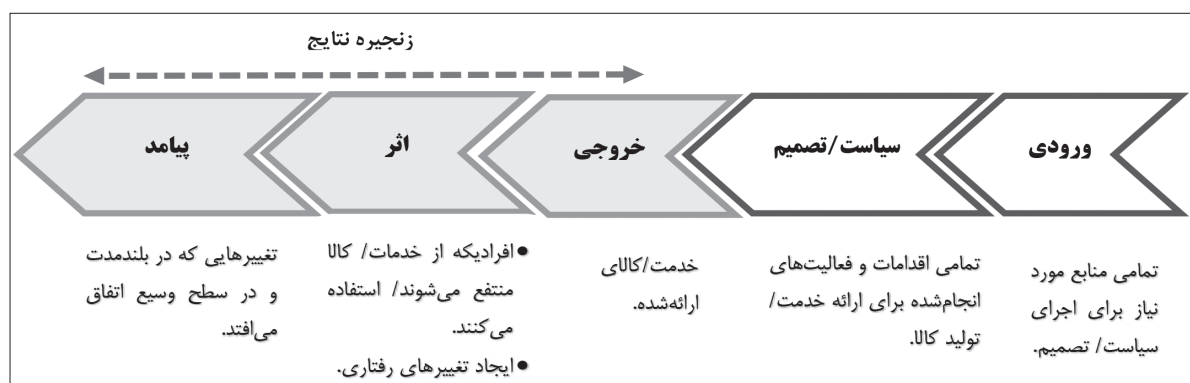 زنجیره نتایج
ورودی
سیاست/تصمیم
خروجی
اثر
پیامد
تمامی منابع مورد
نیاز برای اجرای
سیاست/ تصمیم.
تمامی اقدامات و فعالیت‌های
انجام‌شده برای ارائه خدمت/
تولید کالا.
خدمت/کالای
ارائه‌شده.
●افرادیکه از خدمات/ کالا
منتفع می‌شوند/ استفاده
می‌کنند.
●ایجاد تغییرهای رفتاری.
تغییرهایی که در بلندمدت
و در سطح وسیع اتفاق
می‌افتد.